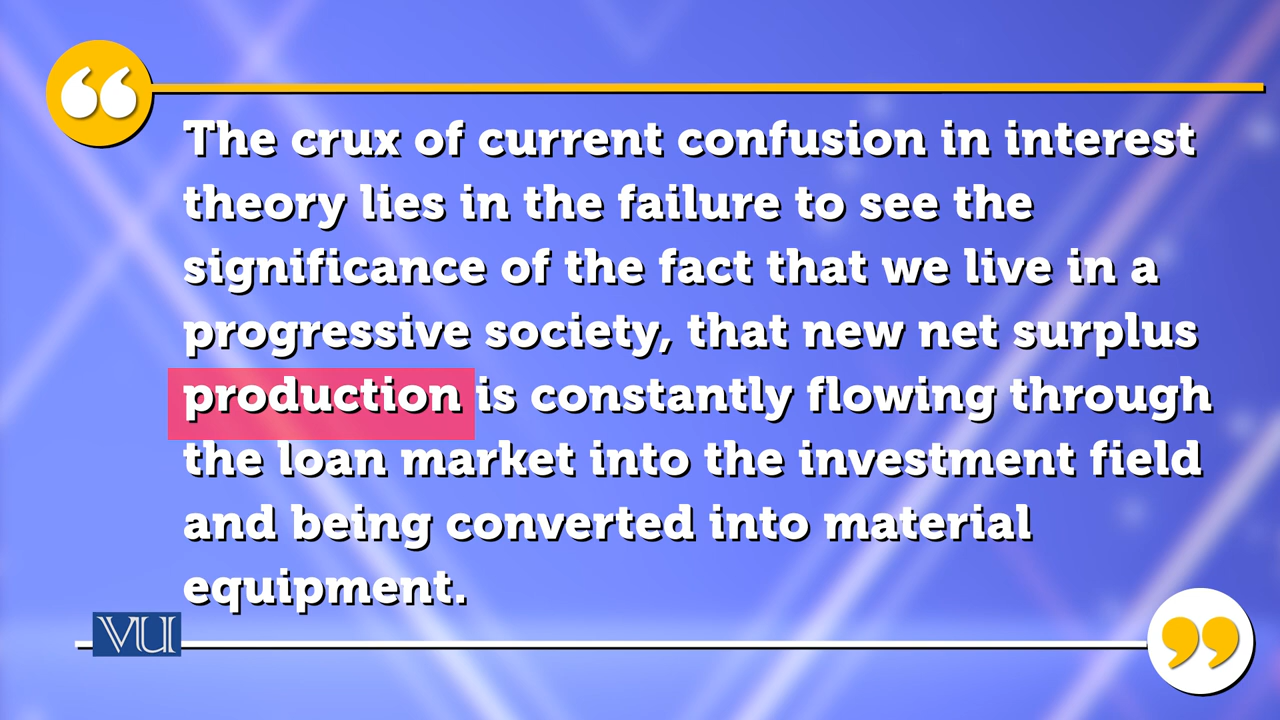 “
The crux of current confusion in interest
theory lies in the failure to see the
significance of the fact that we live in a
progressive society, that new net surplus
production is constantly flowing through
the loan market into the investment field
and being converted into material
equipment.
VU
”